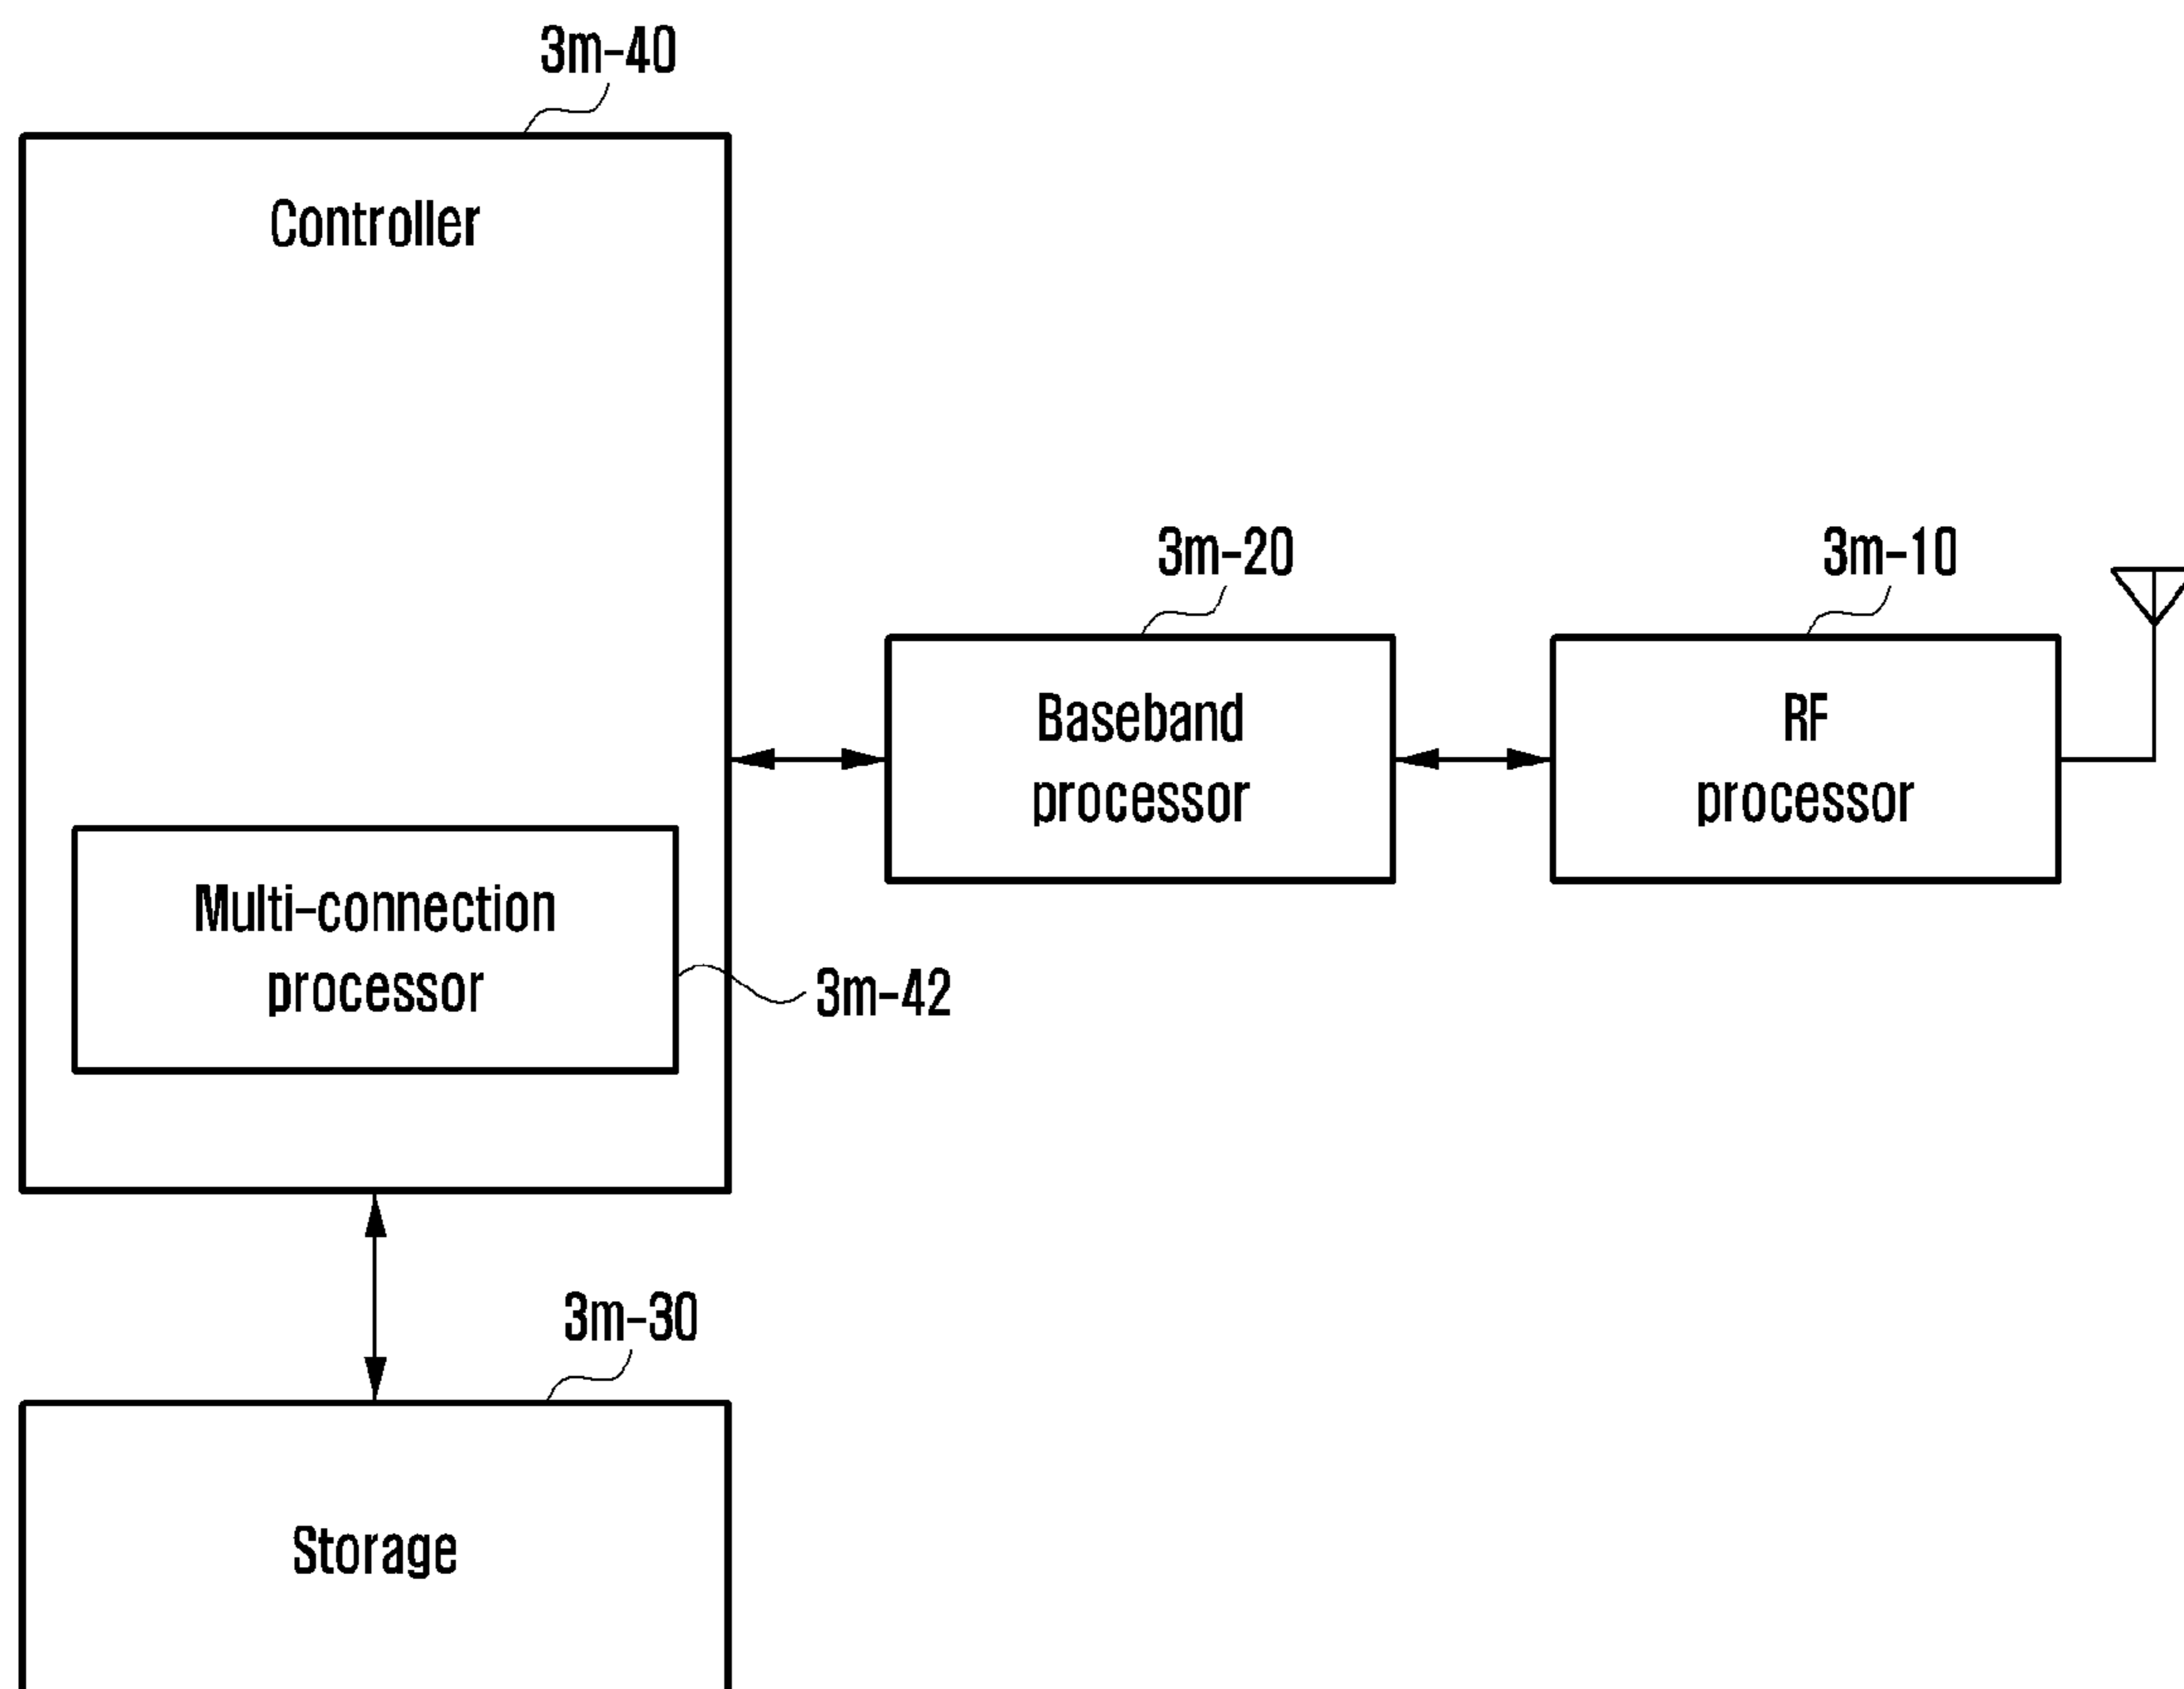 3m-40
Controller
3m-20
3m-10
Baseband
processor
RF
processor
Multi-connection
processor
3m-42
3m-30
Storage